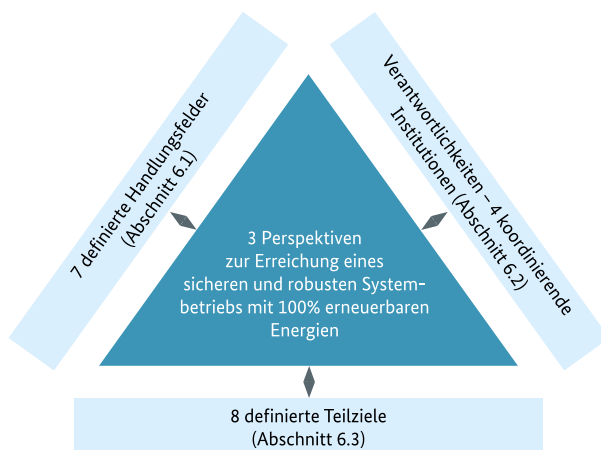 7 definierte Handlungsfelder
(Abschnitt 6.1)
Verantwortlichkeiten – 4 koordinierende
Institutionen (Abschnitt 6.2)
3 Perspektiven
zur Erreichung eines
sicheren und robusten System-
betriebs mit 100% erneuerbaren
Energien
8 definierte Teilziele
(Abschnitt 6.3)